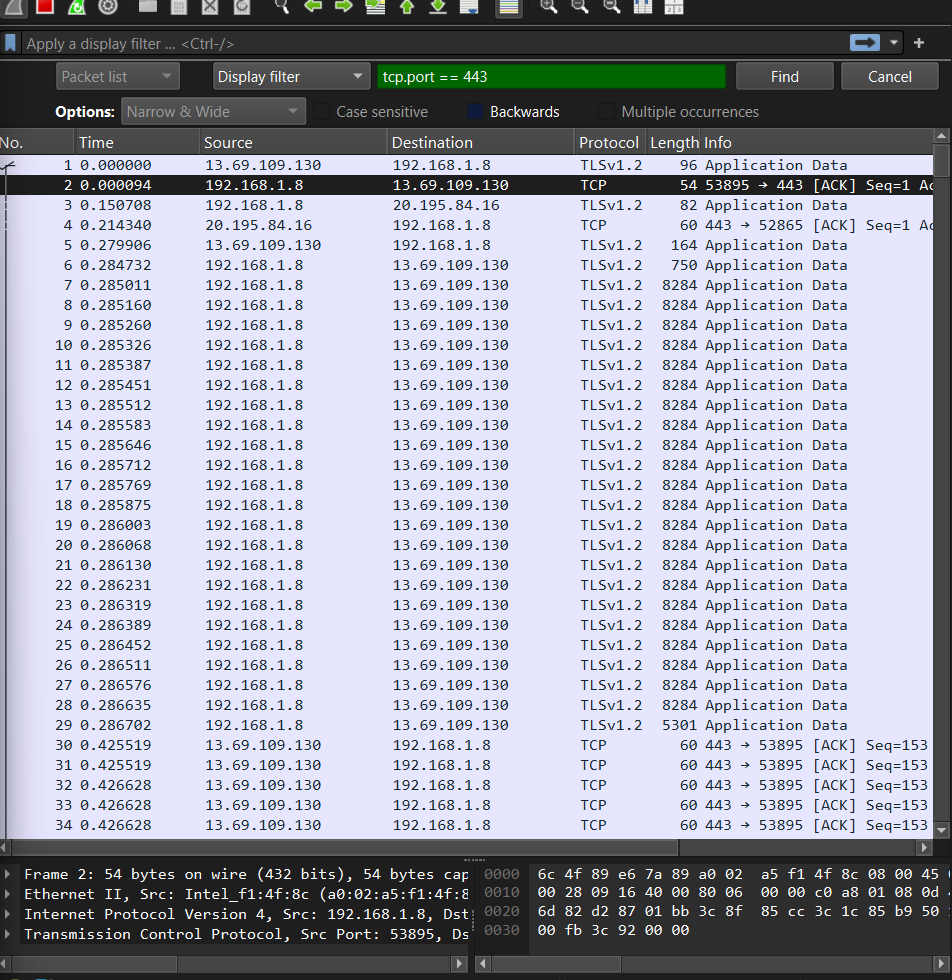 Apply a display filter ... <Ctrl-/>
Packet list Display filter tcp.port == 443 Find Cancel
Options: Narrow & Wide Case sensitive Backwards Multiple occurrences
No. Time Source Destination Protocol Length Info
1 0.000000 13.69.109.130 192.168.1.8 TLSv1.2 96 Application Data
2 0.000094 192.168.1.8 13.69.109.130 TCP 54 53895 → 443 [ACK] Seq=1 Ac
3 0.150708 192.168.1.8 20.195.84.16 TLSv1.2 82 Application Data
4 0.214340 20.195.84.16 192.168.1.8 TCP 60 443 → 52865 [ACK] Seq=1 Ac
5 0.279906 13.69.109.130 192.168.1.8 TLSv1.2 164 Application Data
6 0.284732 192.168.1.8 13.69.109.130 TLSv1.2 750 Application Data
7 0.285011 192.168.1.8 13.69.109.130 TLSv1.2 8284 Application Data
8 0.285160 192.168.1.8 13.69.109.130 TLSv1.2 8284 Application Data
9 0.285260 192.168.1.8 13.69.109.130 TLSv1.2 8284 Application Data
10 0.285326 192.168.1.8 13.69.109.130 TLSv1.2 8284 Application Data
11 0.285387 192.168.1.8 13.69.109.130 TLSv1.2 8284 Application Data
12 0.285451 192.168.1.8 13.69.109.130 TLSv1.2 8284 Application Data
13 0.285512 192.168.1.8 13.69.109.130 TLSv1.2 8284 Application Data
14 0.285583 192.168.1.8 13.69.109.130 TLSv1.2 8284 Application Data
15 0.285646 192.168.1.8 13.69.109.130 TLSv1.2 8284 Application Data
16 0.285712 192.168.1.8 13.69.109.130 TLSv1.2 8284 Application Data
17 0.285769 192.168.1.8 13.69.109.130 TLSv1.2 8284 Application Data
18 0.285875 192.168.1.8 13.69.109.130 TLSv1.2 8284 Application Data
19 0.286003 192.168.1.8 13.69.109.130 TLSv1.2 8284 Application Data
20 0.286068 192.168.1.8 13.69.109.130 TLSv1.2 8284 Application Data
21 0.286130 192.168.1.8 13.69.109.130 TLSv1.2 8284 Application Data
22 0.286231 192.168.1.8 13.69.109.130 TLSv1.2 8284 Application Data
23 0.286319 192.168.1.8 13.69.109.130 TLSv1.2 8284 Application Data
24 0.286389 192.168.1.8 13.69.109.130 TLSv1.2 8284 Application Data
25 0.286452 192.168.1.8 13.69.109.130 TLSv1.2 8284 Application Data
26 0.286511 192.168.1.8 13.69.109.130 TLSv1.2 8284 Application Data
27 0.286576 192.168.1.8 13.69.109.130 TLSv1.2 8284 Application Data
28 0.286635 192.168.1.8 13.69.109.130 TLSv1.2 8284 Application Data
29 0.286702 192.168.1.8 13.69.109.130 TLSv1.2 5301 Application Data
30 0.425519 13.69.109.130 192.168.1.8 TCP 60 443 → 53895 [ACK] Seq=153
31 0.425519 13.69.109.130 192.168.1.8 TCP 60 443 → 53895 [ACK] Seq=153
32 0.426628 13.69.109.130 192.168.1.8 TCP 60 443 → 53895 [ACK] Seq=153
33 0.426628 13.69.109.130 192.168.1.8 TCP 60 443 → 53895 [ACK] Seq=153
34 0.426628 13.69.109.130 192.168.1.8 TCP 60 443 → 53895 [ACK] Seq=153
Frame 2: 54 bytes on wire (432 bits), 54 bytes cap
Ethernet II, Src: Intel_f1:4f:8c (a0:02:a5:f1:4f:8
Internet Protocol Version 4, Src: 192.168.1.8, Dst
Transmission Control Protocol, Src Port: 53895, Ds
0000 6c 4f 89 e6 7a 89 a0 02 a5 f1 4f 8c 08 00 45
0010 00 28 09 16 40 00 80 06 00 00 c0 a8 01 08 0d
0020 6d 82 d2 87 01 bb 3c 8f 85 cc 3c 1c 85 b9 50
0030 00 fb 3c 92 00 00